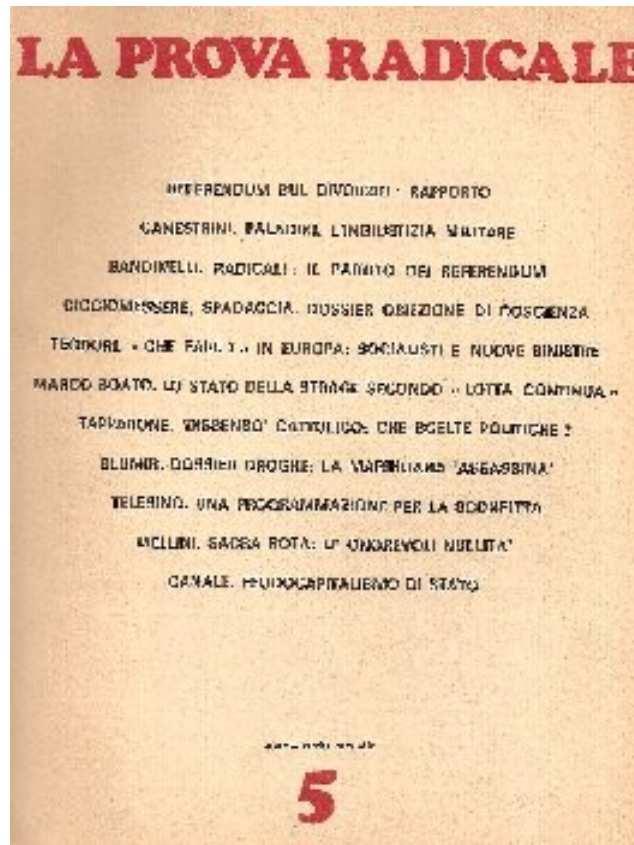 LA PROVA RADICALE
REFERENDUM SUL DIVORZIO: RAPPORTO
CANESTRINI, PALADINI, L'INGIUSTIZIA MILITARE
BANDINELLI. RADICALI: IL PARTITO DEI REFERENDUM
CICCIOMESSERE, SPADACCIA. DOSSIER OBIEZIONE DI COSCIENZA
TEODORI. « CHE FARE? » IN EUROPA: SOCIALISTI E NUOVE SINISTRE
MARCO BOATO. LO STATO DELLA STRAGE SECONDO « LOTTA CONTINUA »
'DISSENSO' CATTOLICO: CHE SCELTE POLITICHE?
BLUMIR. DOSSIER DROGHE: LA MARIJUANA 'ASSASSINA'
TELESINO. UNA PROGRAMMAZIONE PER LA SCONFITTA
MELLINI. SACRA ROTA: LE ONOREVOLI NULLITA'
CANALE. FEUDOCAPITALISMO DI STATO
5